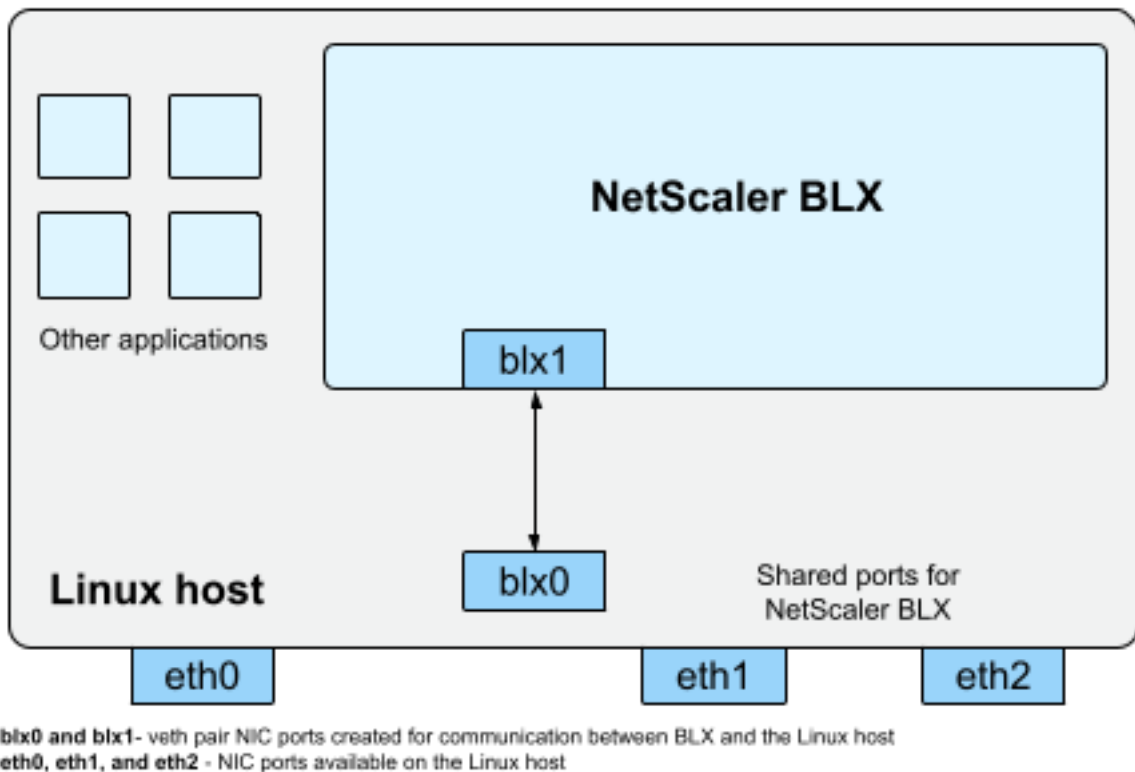 NetScaler BLX
Other applications
blx1
blx0
Linux host
Shared ports for
NetScaler BLX
eth0
eth1
eth2
blx0 and blx1- veth pair NIC ports created for communication between BLX and the Linux host
eth0, eth1, and eth2 - NIC ports available on the Linux host